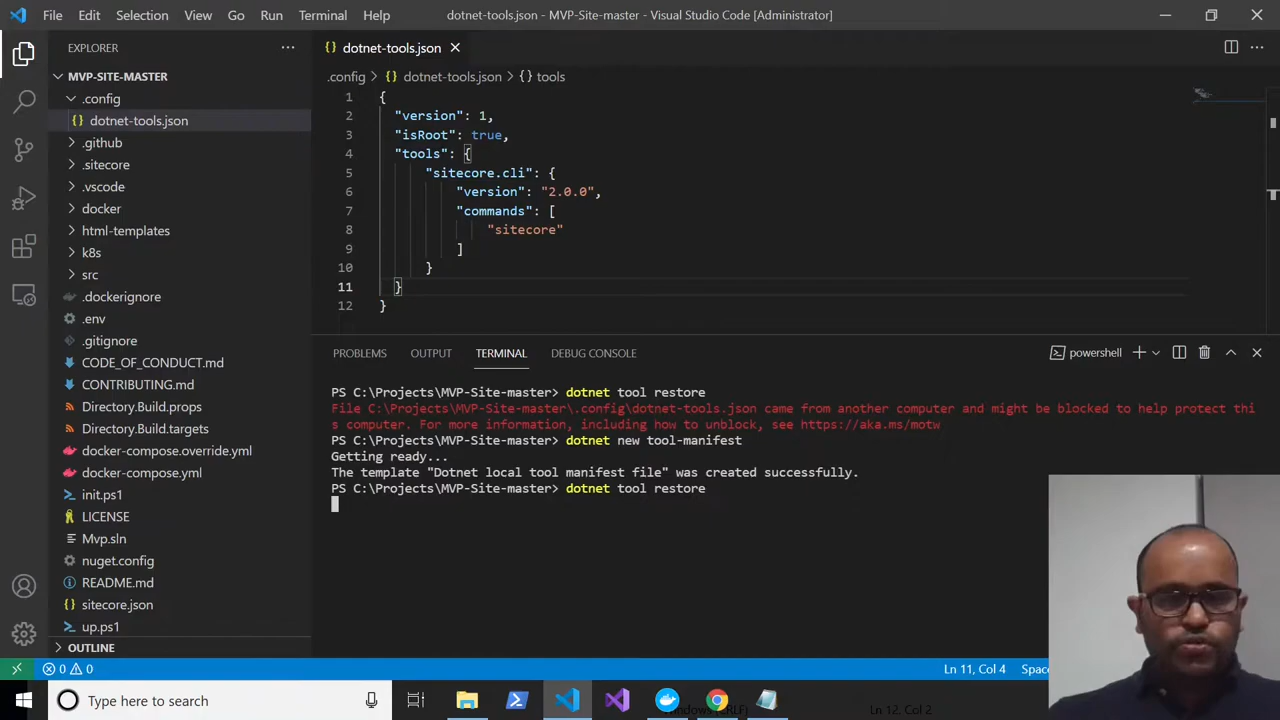 File Edit Selection View Go Run Terminal Help dotnet-tools.json - MVP-Site-master - Visual Studio Code [Administrator]
EXPLORER
MVP-SITE-MASTER
.config
dotnet-tools.json
.github
.sitecore
.vscode
docker
html-templates
k8s
src
.dockerignore
.env
.gitignore
CODE_OF_CONDUCT.md
CONTRIBUTING.md
Directory.Build.props
Directory.Build.targets
docker-compose.override.yml
docker-compose.yml
init.ps1
LICENSE
Mvp.sln
nuget.config
README.md
sitecore.json
up.ps1
OUTLINE
dotnet-tools.json
.config > {} dotnet-tools.json > {} tools
1 {
2 "version": 1,
3 "isRoot": true,
4 "tools": {
5 "sitecore.cli": {
6 "version": "2.0.0",
7 "commands": [
8 "sitecore"
9 ]
10 }
11 }
12 }
PROBLEMS OUTPUT TERMINAL DEBUG CONSOLE powershell
PS C:\Projects\MVP-Site-master> dotnet tool restore
File C:\Projects\MVP-Site-master\.config\dotnet-tools.json came from another computer and might be blocked to help protect thi
s computer. For more information, including how to unblock, see https://aka.ms/motw
PS C:\Projects\MVP-Site-master> dotnet new tool-manifest
Getting ready...
The template "Dotnet local tool manifest file" was created successfully.
PS C:\Projects\MVP-Site-master> dotnet tool restore
0 0 Ln 11, Col 4 Space
Type here to search
Ln 12, Col 2